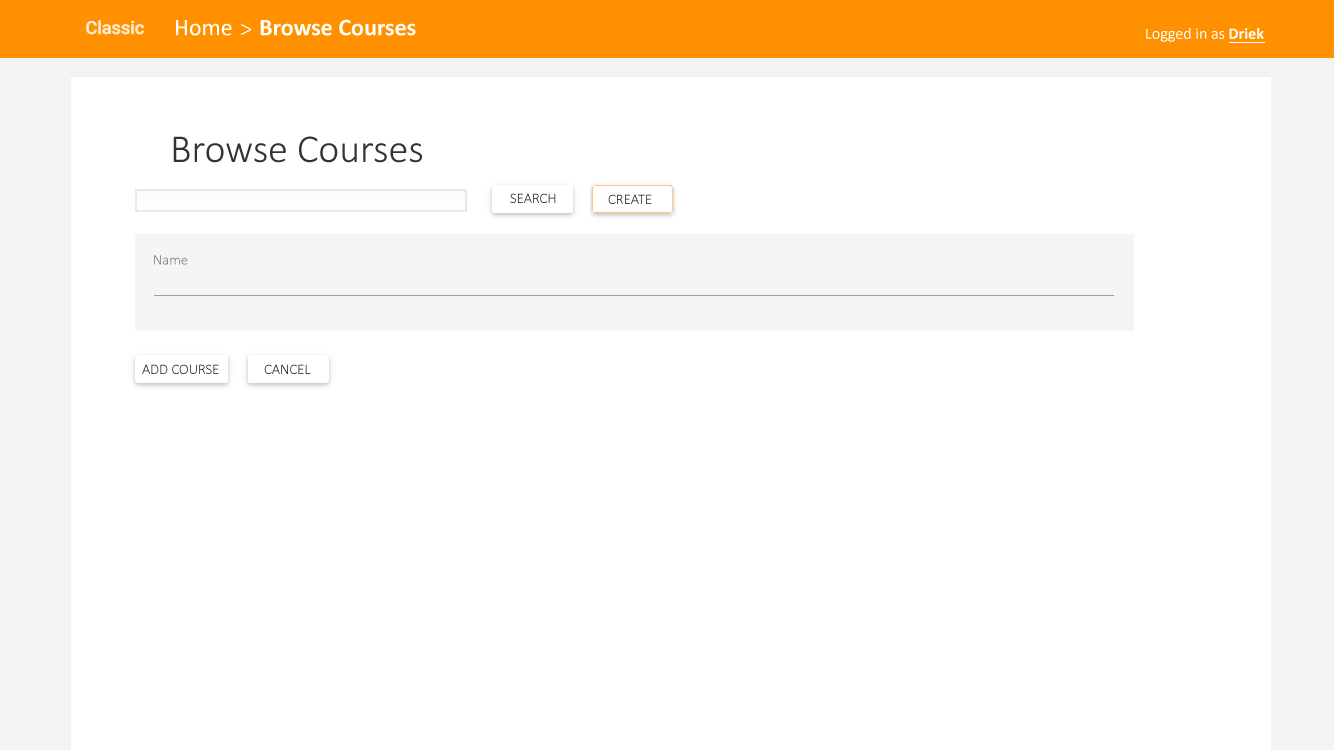 Classic Home > Browse Courses
Logged in as Driek
Browse Courses
SEARCH CREATE
Name
ADD COURSE CANCEL